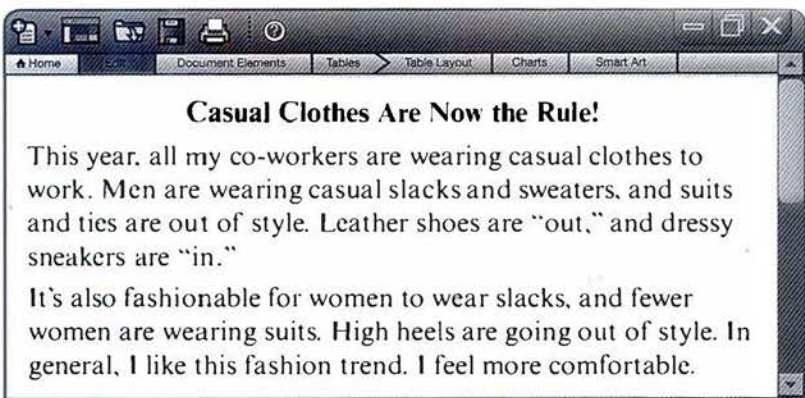 Home Edit Document Elements Tables Table Layout Charts Smart Art
Casual Clothes Are Now the Rule!
This year, all my co-workers are wearing casual clothes to
work. Men are wearing casual slacks and sweaters, and suits
and ties are out of style. Leather shoes are “out,” and dressy
sneakers are “in.”
It's also fashionable for women to wear slacks, and fewer
women are wearing suits. High heels are going out of style. In
general, I like this fashion trend. I feel more comfortable.